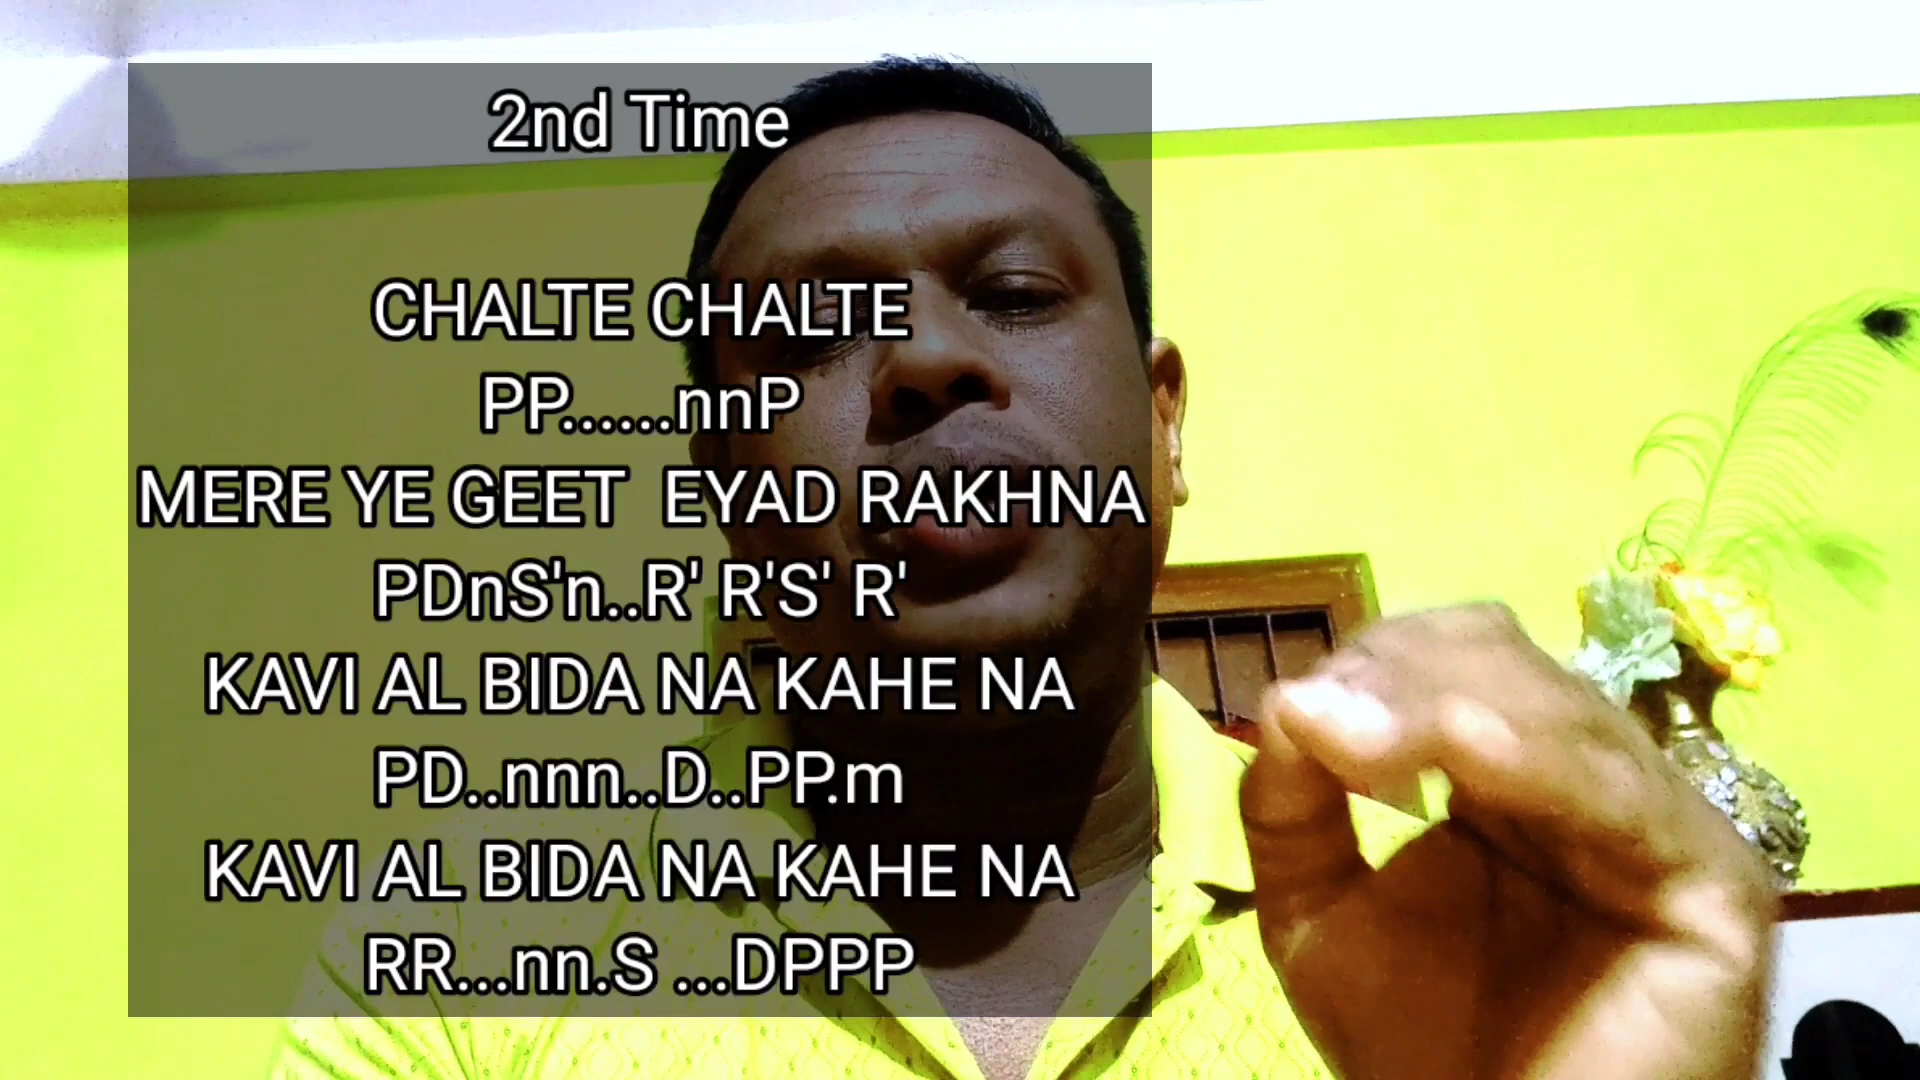 2nd Time
CHALTE CHALTE
PP......nnP
MERE YE GEET  EYAD RAKHNA
PDnS'n..R' R'S' R'
KAVI AL BIDA NA KAHE NA
PD..nnn..D..PP.m
KAVI AL BIDA NA KAHE NA
RR...nn.S ...DPPP